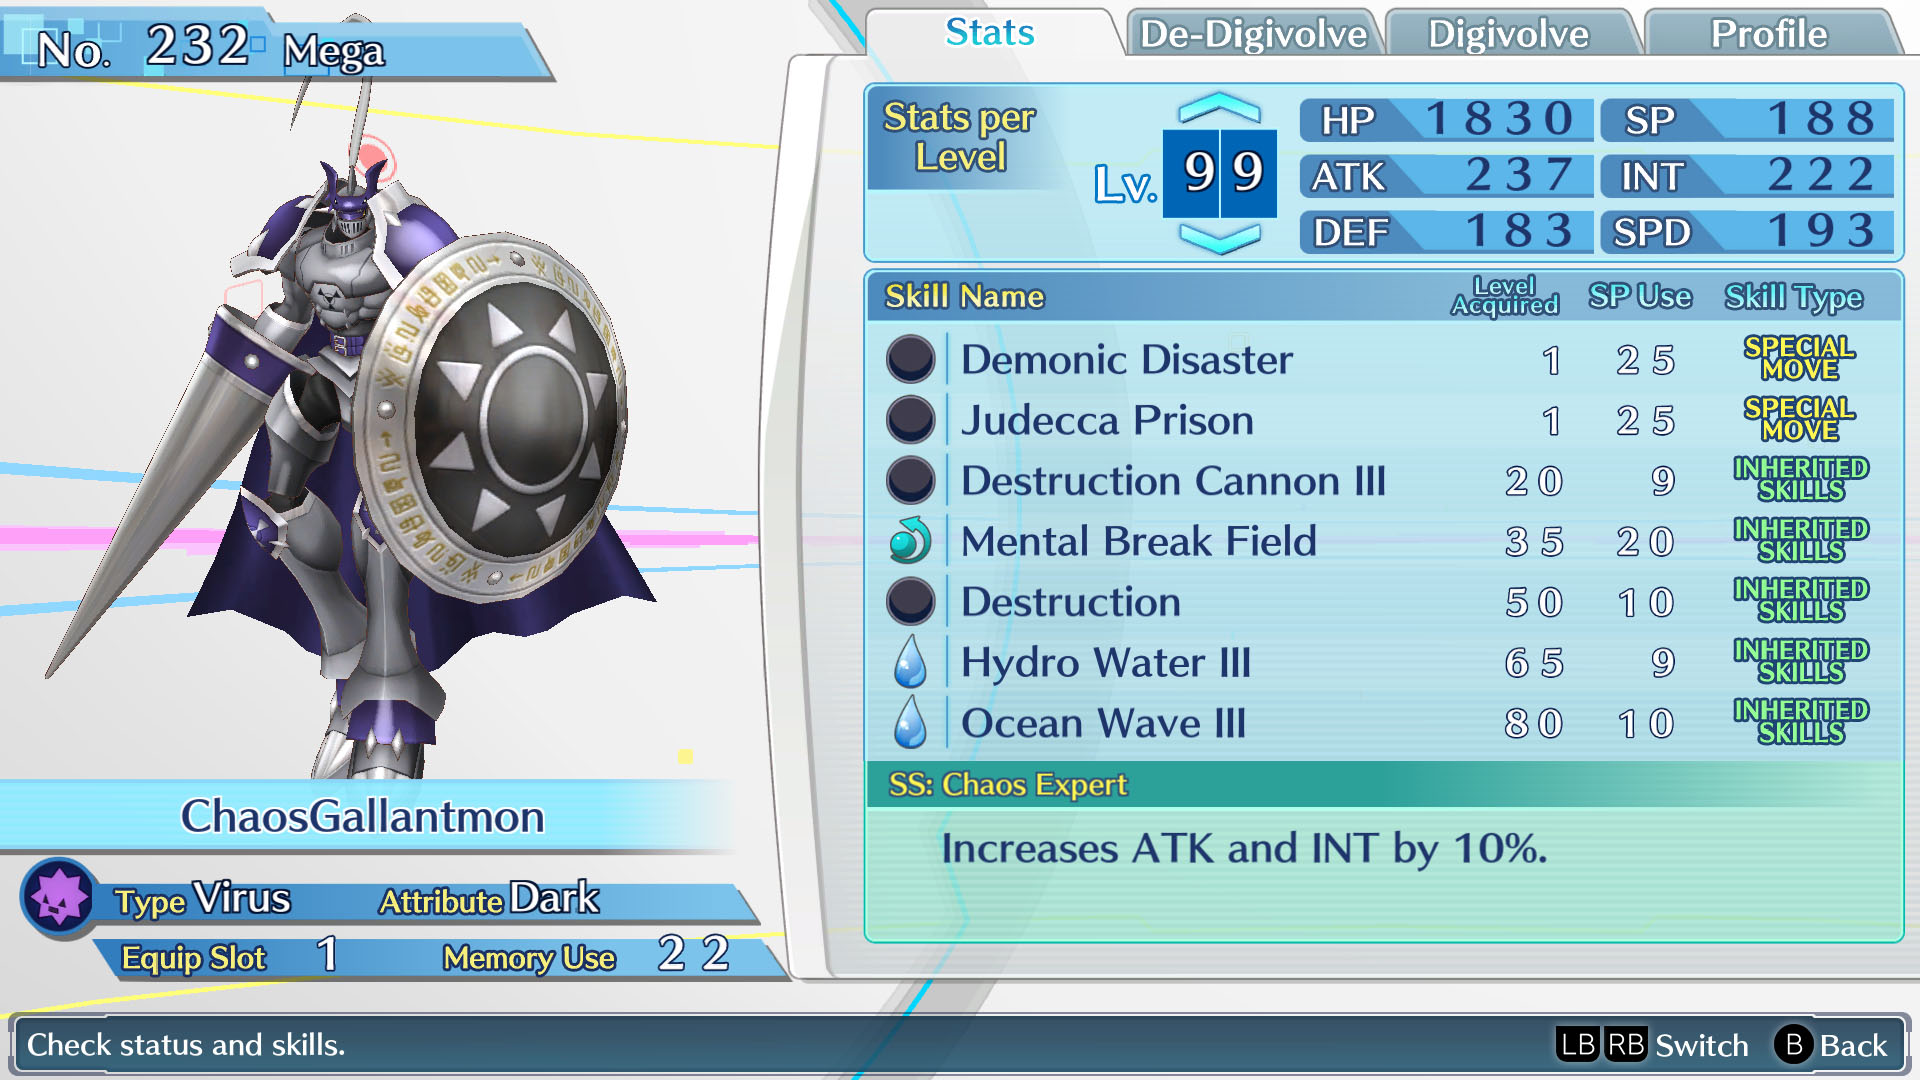 No. 232 Mega
Stats
De-Digivolve
Digivolve
Profile
Stats per
Level
Lv. 99
HP 1830
SP 188
ATK 237
INT 222
DEF 183
SPD 193
Skill Name
Level
Acquired
SP Use
Skill Type
Demonic Disaster 1 25 SPECIAL MOVE
Judecca Prison 1 25 SPECIAL MOVE
Destruction Cannon III 20 9 INHERITED SKILLS
Mental Break Field 35 20 INHERITED SKILLS
Destruction 50 10 INHERITED SKILLS
Hydro Water III 65 9 INHERITED SKILLS
Ocean Wave III 80 10 INHERITED SKILLS
SS: Chaos Expert
Increases ATK and INT by 10%.
ChaosGallantmon
Type Virus Attribute Dark
Equip Slot 1 Memory Use 22
Check status and skills.
LB RB Switch B Back